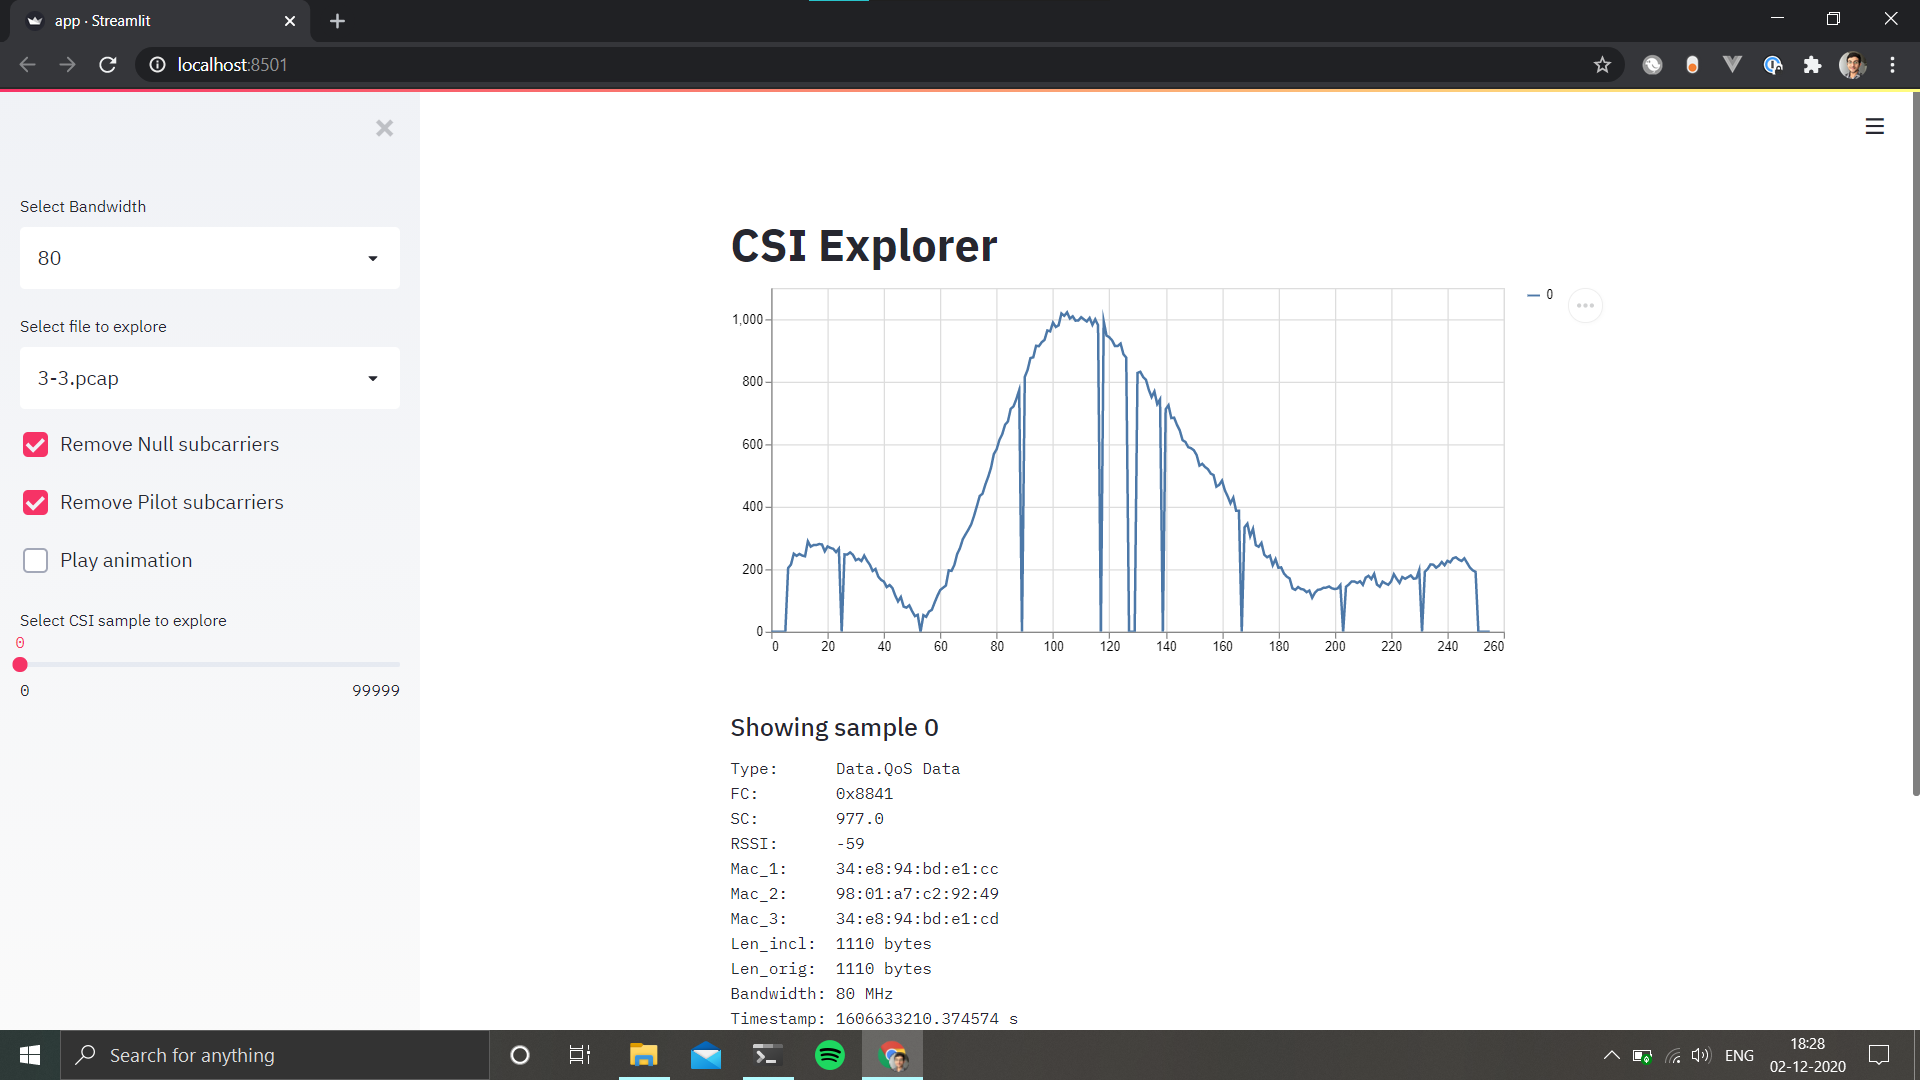 app · Streamlit
localhost:8501
Select Bandwidth
80
Select file to explore
3-3.pcap
Remove Null subcarriers
Remove Pilot subcarriers
Play animation
Select CSI sample to explore
0
0 99999
CSI Explorer
0
1,000
800
600
400
200
0
0 20 40 60 80 100 120 140 160 180 200 220 240 260
Showing sample 0
Type: Data.QoS Data
FC: 0x8841
SC: 977.0
RSSI: -59
Mac_1: 34:e8:94:bd:e1:cc
Mac_2: 98:01:a7:c2:92:49
Mac_3: 34:e8:94:bd:e1:cd
Len_incl: 1110 bytes
Len_orig: 1110 bytes
Bandwidth: 80 MHz
Timestamp: 1606633210.374574 s
Search for anything
ENG
18:28
02-12-2020